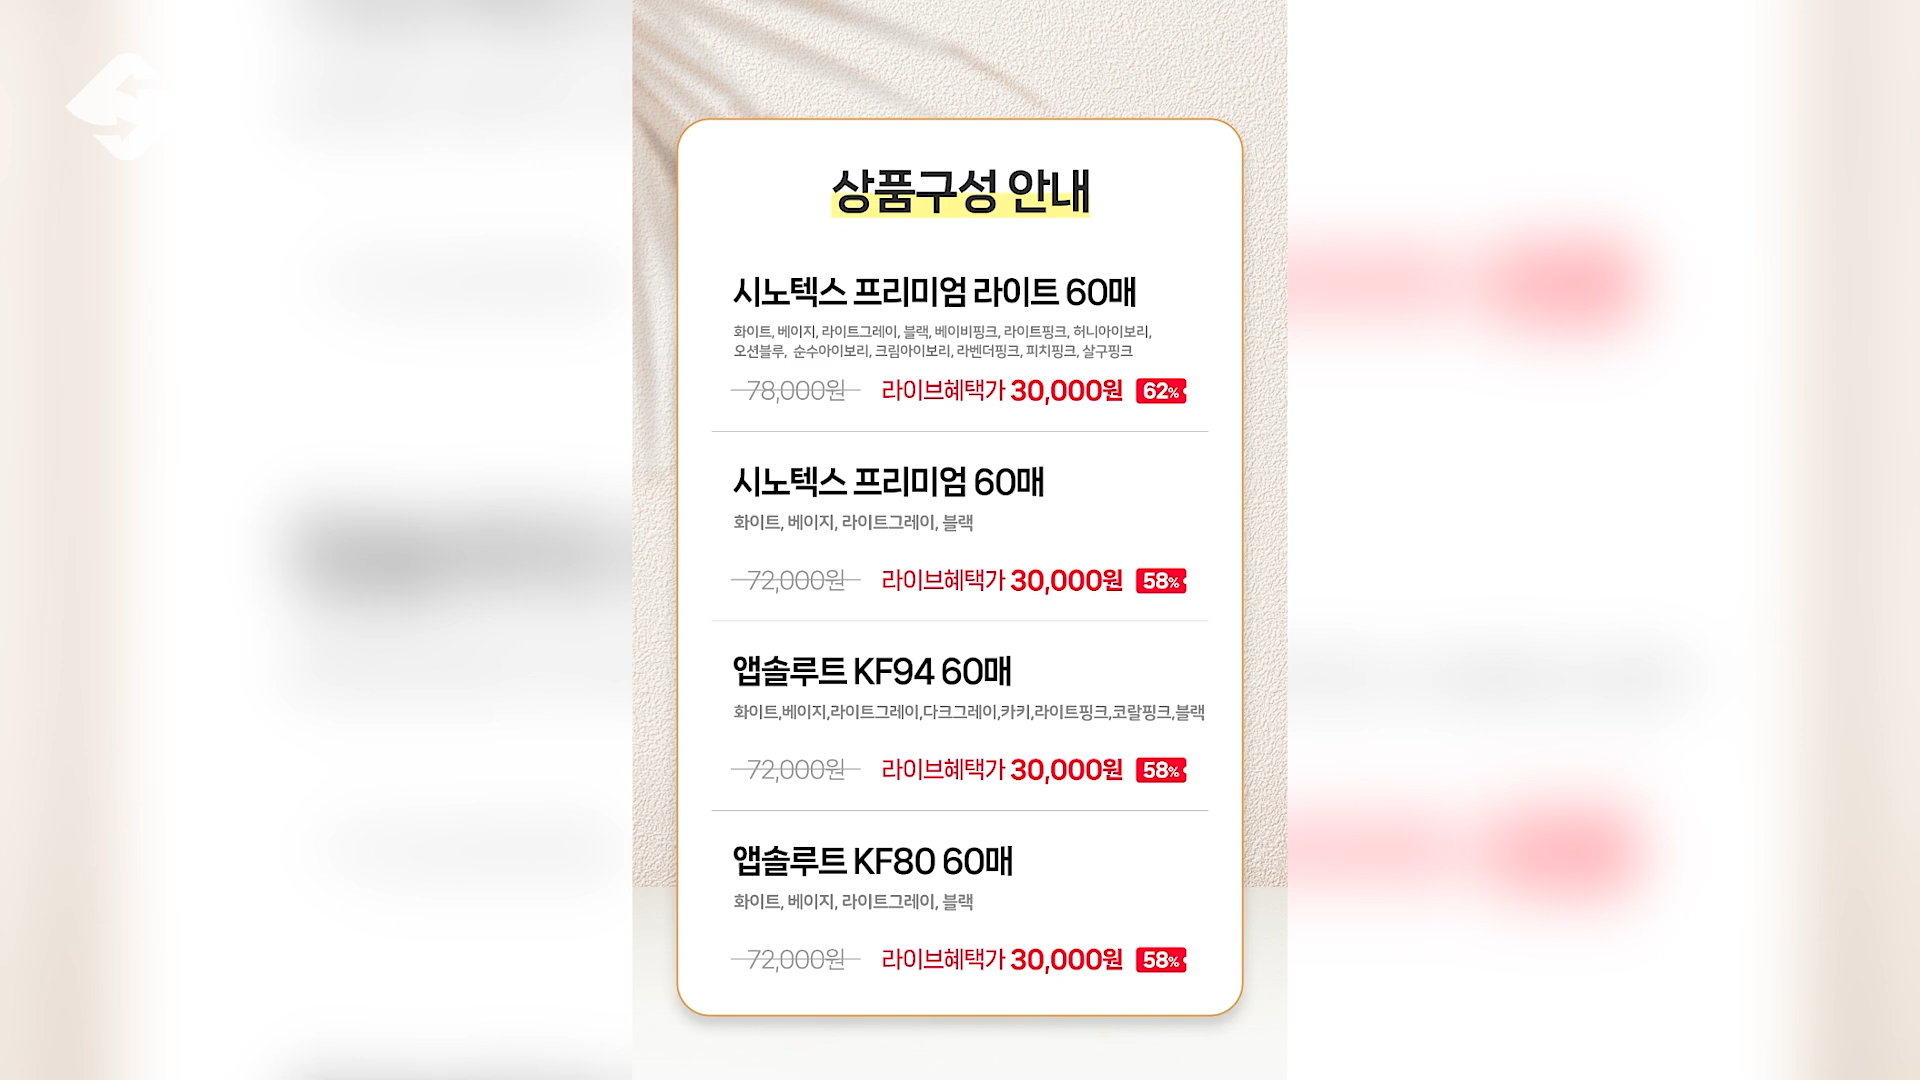 상품구성 안내
시노텍스 프리미엄 라이트 60매
화이트, 베이지, 라이트그레이, 블랙, 베이비핑크, 라이트핑크, 허니아이보리,
오션블루, 순수아이보리, 크림아이보리, 라벤더핑크, 피치핑크, 살구핑크
78,000원 라이브혜택가 30,000원 62%
시노텍스 프리미엄 60매
화이트, 베이지, 라이트그레이, 블랙
72,000원 라이브혜택가 30,000원 58%
앱솔루트 KF94 60매
화이트,베이지,라이트그레이,다크그레이,카키,라이트핑크,코랄핑크,블랙
72,000원 라이브혜택가 30,000원 58%
앱솔루트 KF80 60매
화이트, 베이지, 라이트그레이, 블랙
72,000원 라이브혜택가 30,000원 58%